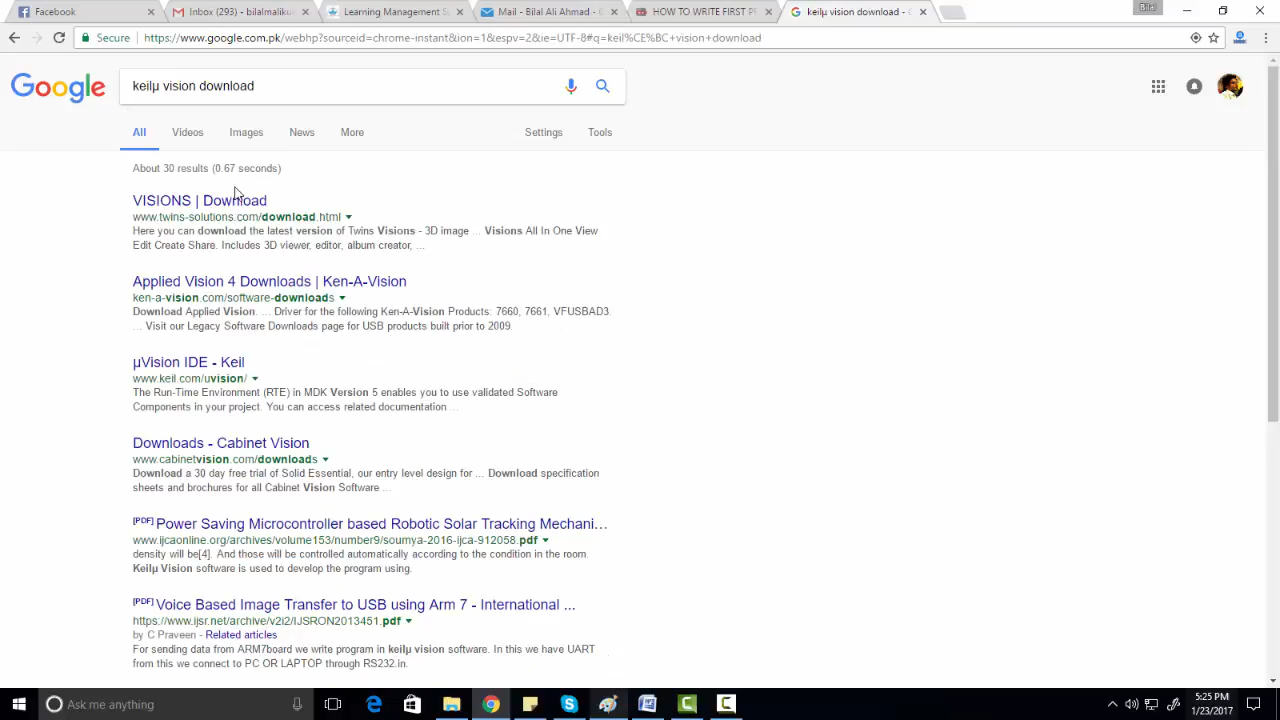 Facebook
Inbox (293) - bilalmaliku
Learning Management S
Mail - Bilal Ali Ahmad -
HOW TO WRITE FIRST P
keilµ vision download -
Secure
https://www.google.com.pk/webhp?sourceid=chrome-instant&ion=1&espv=2&ie=UTF-8#q=keil%CE%BC+vision+download
Google
keilµ vision download
All Videos Images News More Settings Tools
About 30 results (0.67 seconds)
VISIONS | Download
www.twins-solutions.com/download.html
Here you can download the latest version of Twins Visions - 3D image ... Visions All In One View
Edit Create Share. Includes 3D viewer, editor, album creator, ...
Applied Vision 4 Downloads | Ken-A-Vision
ken-a-vision.com/software-downloads
Download Applied Vision. ... Driver for the following Ken-A-Vision Products: 7660, 7661, VFUSBAD3.
... Visit our Legacy Software Downloads page for USB products built prior to 2009.
µVision IDE - Keil
www.keil.com/uvision/
The Run-Time Environment (RTE) in MDK Version 5 enables you to use validated Software
Components in your project. You can access related documentation ...
Downloads - Cabinet Vision
www.cabinetvision.com/downloads
Download a 30 day free trial of Solid Essential, our entry level design for ... Download specification
sheets and brochures for all Cabinet Vision Software ...
[PDF] Power Saving Microcontroller based Robotic Solar Tracking Mechani...
www.ijcaonline.org/archives/volume153/number9/soumya-2016-ijca-912058.pdf
density will be[4]. And those will be controlled automatically according to the condition in the room.
Keilµ Vision software is used to develop the program using.
[PDF] Voice Based Image Transfer to USB using Arm 7 - International ...
https://www.ijsr.net/archive/v2i2/IJSRON2013451.pdf
by C Praveen - Related articles
For sending data from ARM7board we write program in keilµ vision software. In this we have UART
from this we connect to PC OR LAPTOP through RS232.in.
Ask me anything
5:25 PM
1/23/2017